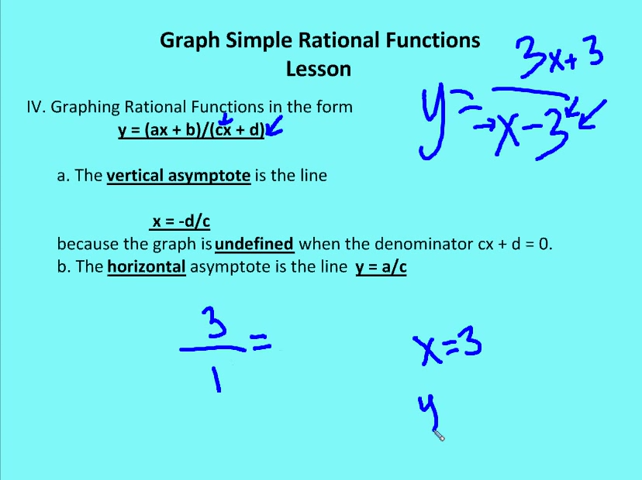 Graph Simple Rational Functions
Lesson
3x+3
y=
x-3
IV. Graphing Rational Functions in the form
y = (ax + b)/(cx + d)
a. The vertical asymptote is the line
x = -d/c
because the graph is undefined when the denominator cx + d = 0.
b. The horizontal asymptote is the line y = a/c
3
=
1
x=3
y